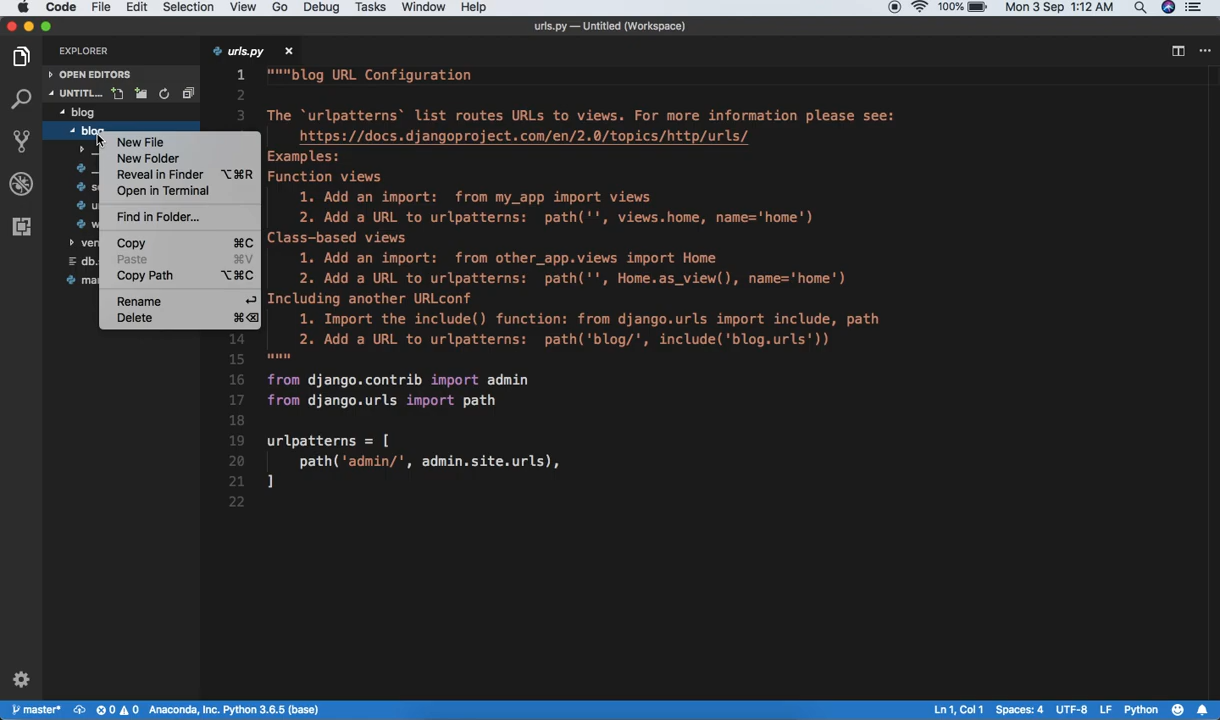 Code File Edit Selection View Go Debug Tasks Window Help 100% Mon 3 Sep 1:12 AM
urls.py — Untitled (Workspace)
EXPLORER
OPEN EDITORS
UNTITL...
blog
blog
New File
New Folder
Reveal in Finder ⌥⌘R
Open in Terminal
Find in Folder...
Copy ⌘C
Paste ⌘V
Copy Path ⌥⌘C
Rename ↩
Delete ⌘⌫
urls.py ×
1 """blog URL Configuration
2
3 The `urlpatterns` list routes URLs to views. For more information please see:
https://docs.djangoproject.com/en/2.0/topics/http/urls/
Examples:
Function views
1. Add an import:  from my_app import views
2. Add a URL to urlpatterns:  path('', views.home, name='home')
Class-based views
1. Add an import:  from other_app.views import Home
2. Add a URL to urlpatterns:  path('', Home.as_view(), name='home')
Including another URLconf
1. Import the include() function: from django.urls import include, path
14 2. Add a URL to urlpatterns:  path('blog/', include('blog.urls'))
15 """
16 from django.contrib import admin
17 from django.urls import path
18
19 urlpatterns = [
20 path('admin/', admin.site.urls),
21 ]
22
master* 0 0 Anaconda, Inc. Python 3.6.5 (base) Ln 1, Col 1 Spaces: 4 UTF-8 LF Python